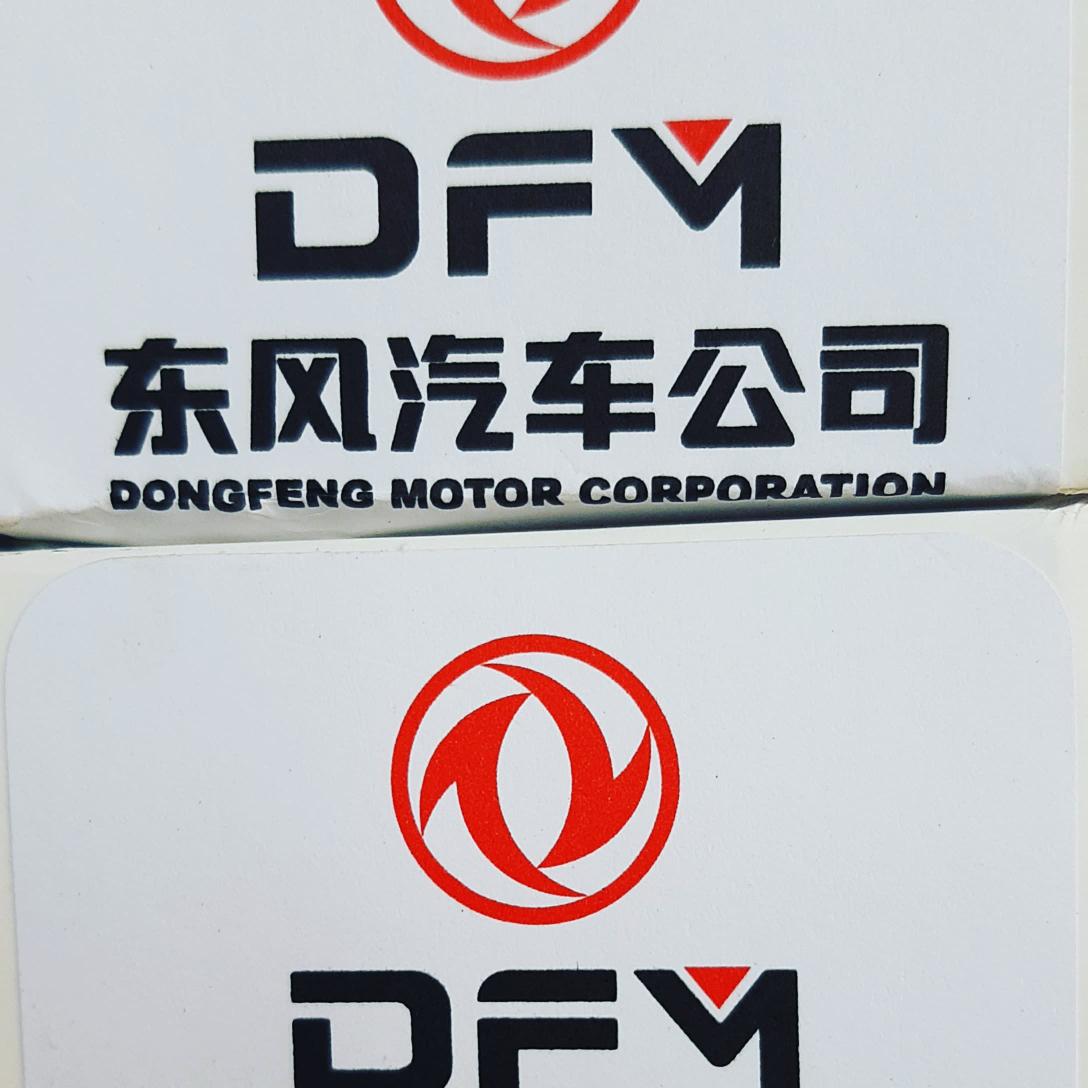 DFM
东风汽车公司
DONGFENG MOTOR CORPORATION
DFM